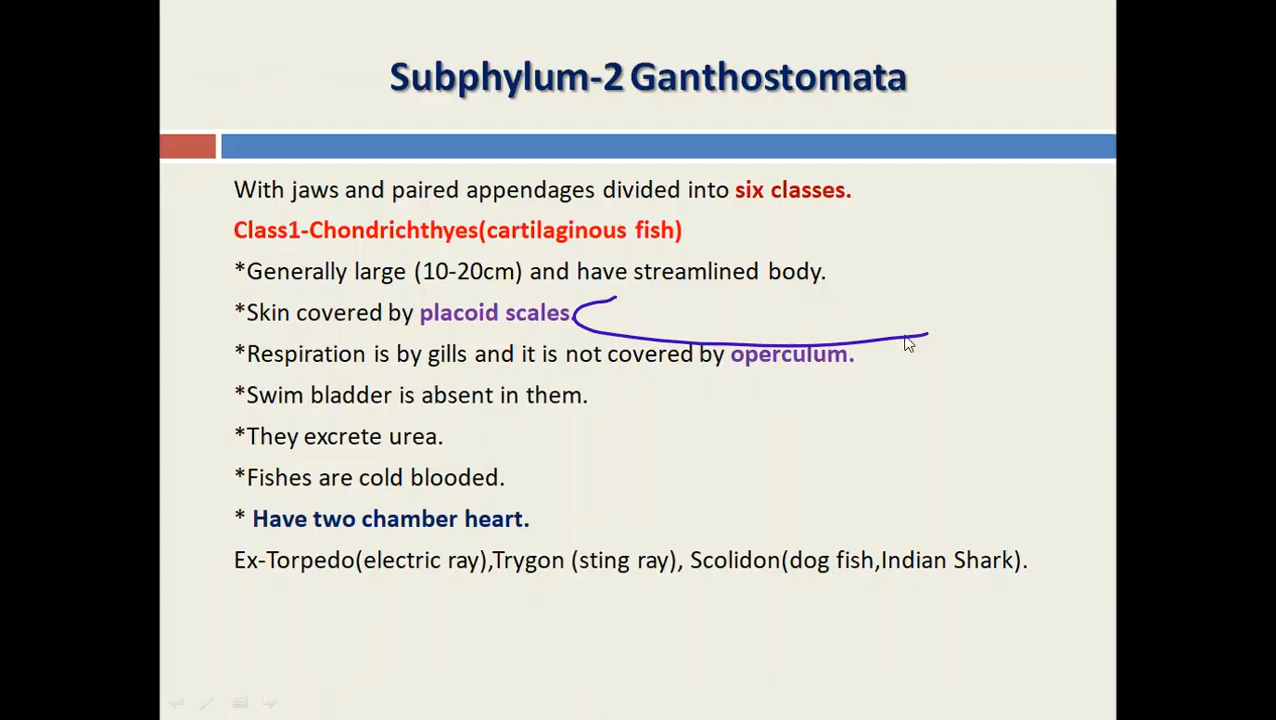 Subphylum-2 Ganthostomata
With jaws and paired appendages divided into six classes.
Class1-Chondrichthyes(cartilaginous fish)
*Generally large (10-20cm) and have streamlined body.
*Skin covered by placoid scales.
*Respiration is by gills and it is not covered by operculum.
*Swim bladder is absent in them.
*They excrete urea.
*Fishes are cold blooded.
* Have two chamber heart.
Ex-Torpedo(electric ray),Trygon (sting ray), Scolidon(dog fish,Indian Shark).